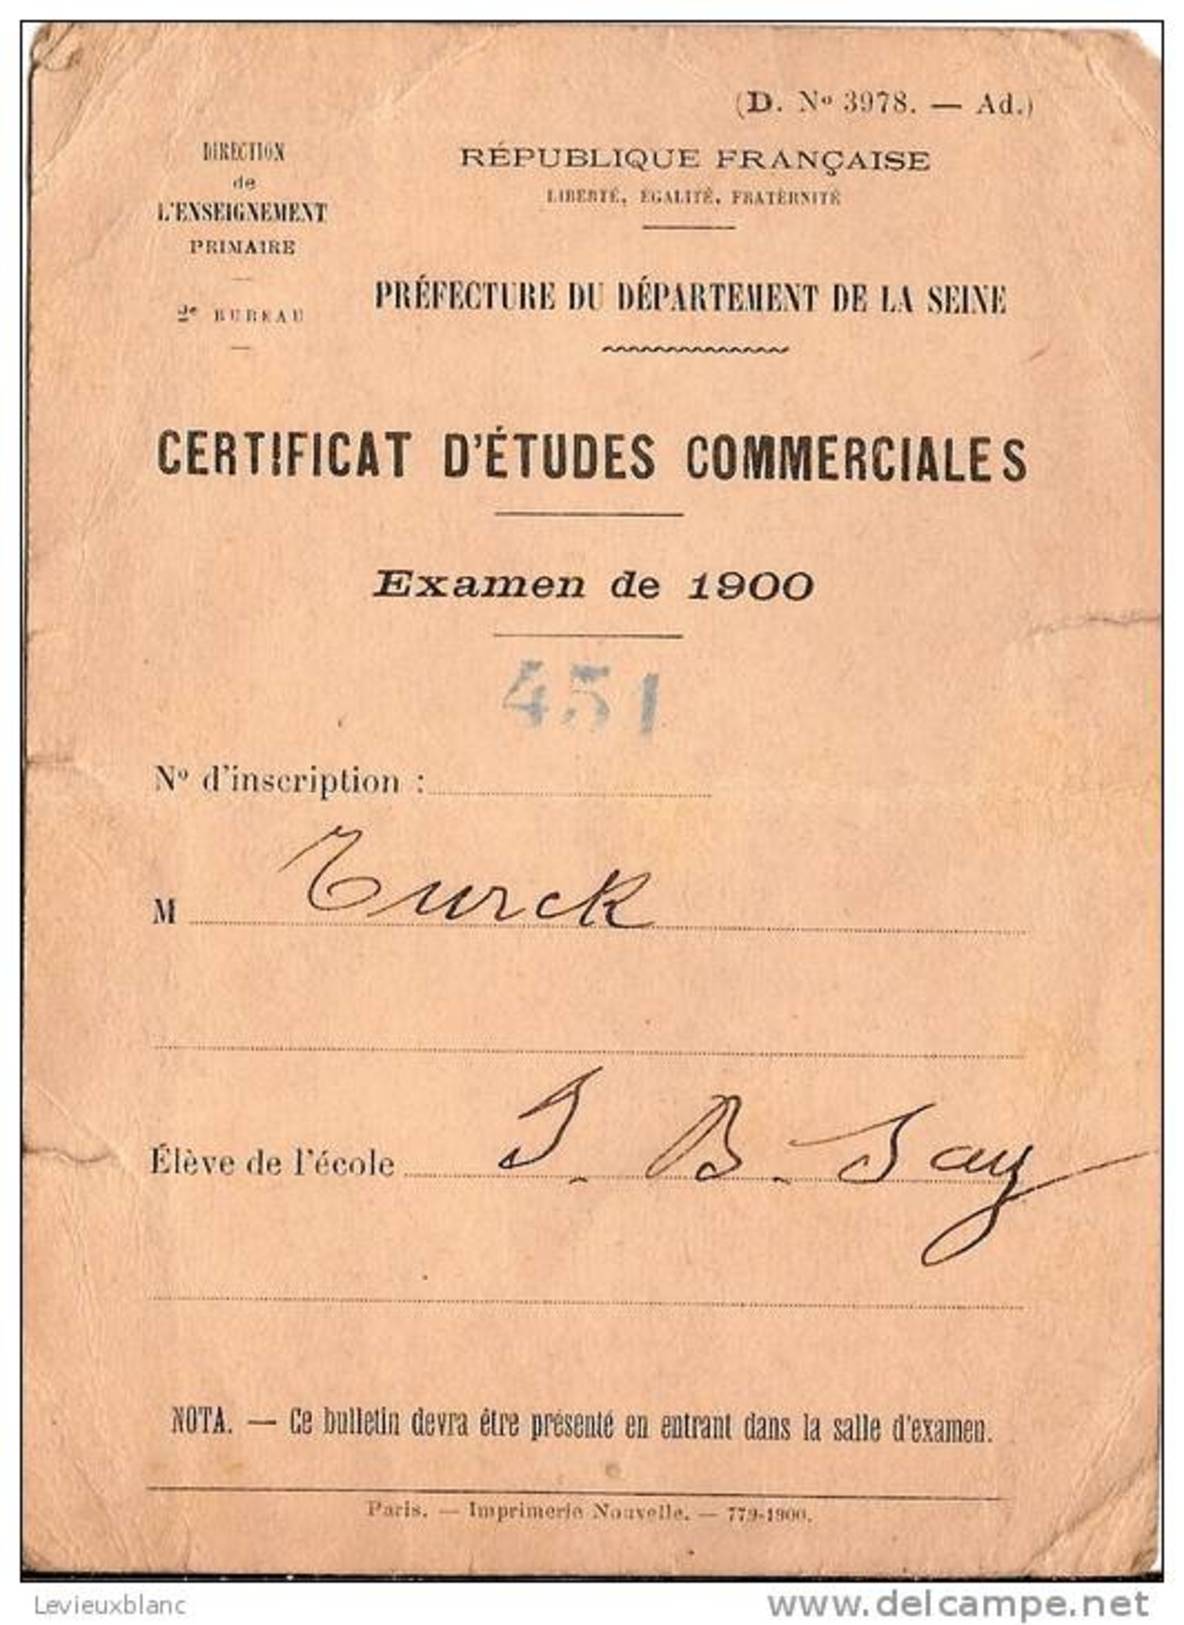 (D. Nº 3978. — Ad.)
DIRECTION
de
L'ENSEIGNEMENT
PRIMAIRE
2e BUREAU
RÉPUBLIQUE FRANÇAISE
LIBERTÉ, ÉGALITÉ, FRATERNITÉ
PRÉFECTURE DU DÉPARTEMENT DE LA SEINE
CERTIFICAT D'ÉTUDES COMMERCIALES
Examen de 1900
451
Nº d'inscription :
M Turck
Élève de l'école J. B. Say
NOTA. — Ce bulletin devra être présenté en entrant dans la salle d'examen.
Paris. — Imprimerie Nouvelle. — 779-1900.
Levieuxblanc
www.delcampe.net